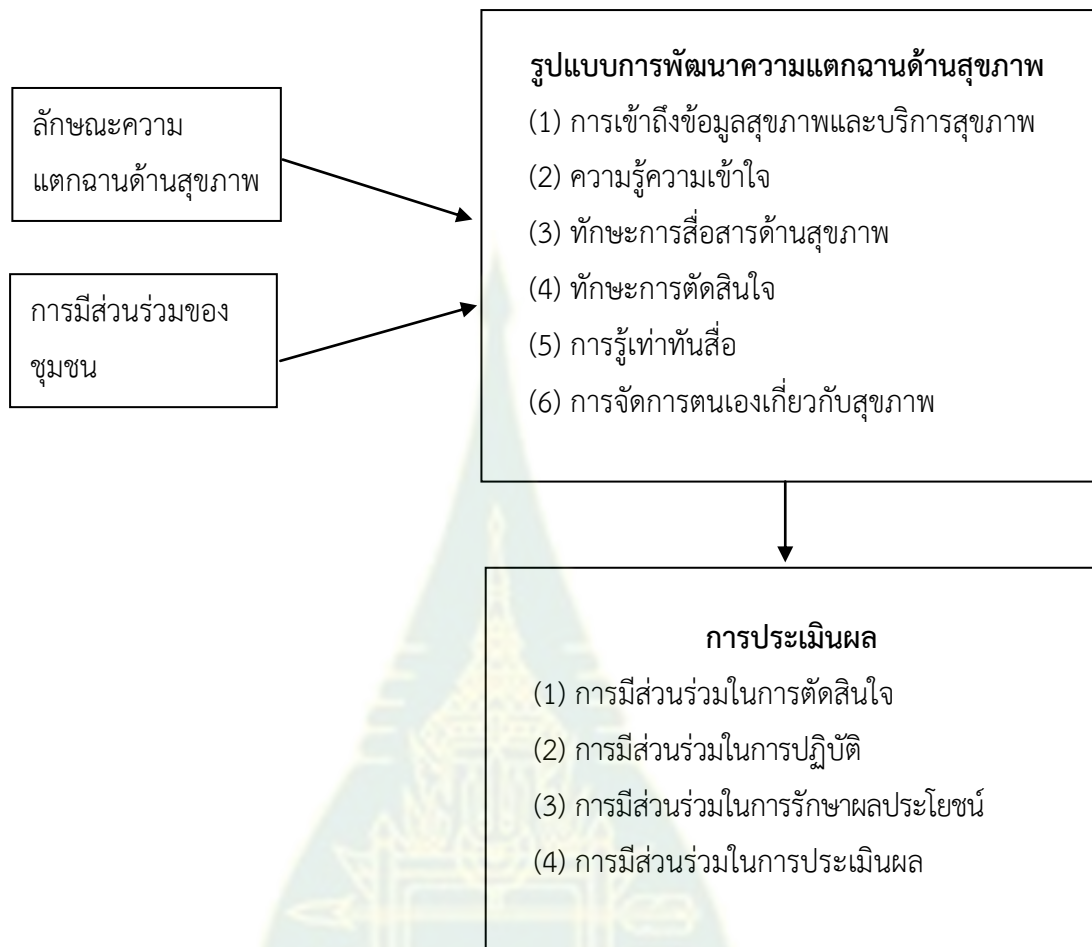 ลักษณะความ
แตกฉานด้านสุขภาพ
การมีส่วนร่วมของ
ชุมชน
รูปแบบการพัฒนาความแตกฉานด้านสุขภาพ
(1) การเข้าถึงข้อมูลสุขภาพและบริการสุขภาพ
(2) ความรู้ความเข้าใจ
(3) ทักษะการสื่อสารด้านสุขภาพ
(4) ทักษะการตัดสินใจ
(5) การรู้เท่าทันสื่อ
(6) การจัดการตนเองเกี่ยวกับสุขภาพ
การประเมินผล
(1) การมีส่วนร่วมในการตัดสินใจ
(2) การมีส่วนร่วมในการปฏิบัติ
(3) การมีส่วนร่วมในการรักษาผลประโยชน์
(4) การมีส่วนร่วมในการประเมินผล